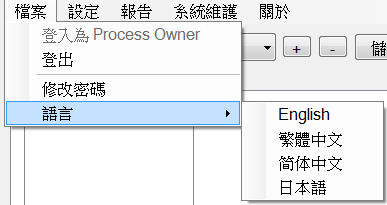 檔案 設定 報告 系統維護 關於
登入為 Process Owner
登出
+ - 儲
修改密碼
語言
English
繁體中文
简体中文
日本語